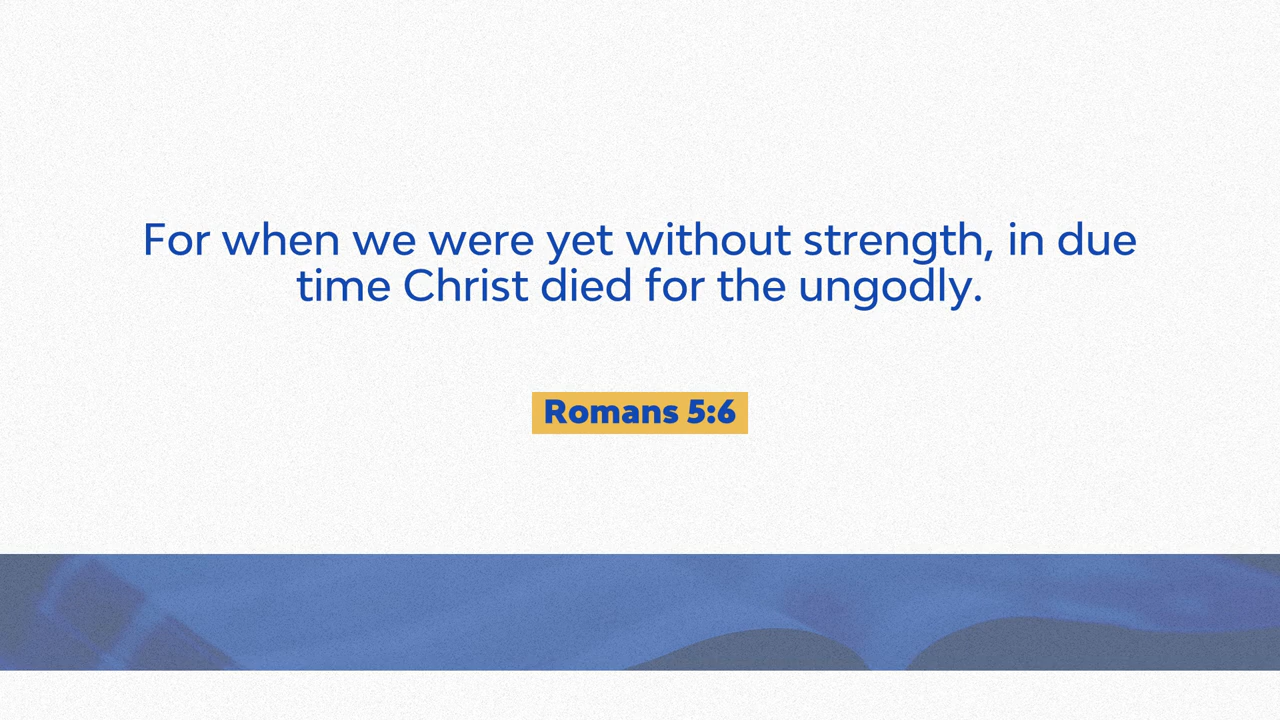 For when we were yet without strength, in due
time Christ died for the ungodly.
Romans 5:6